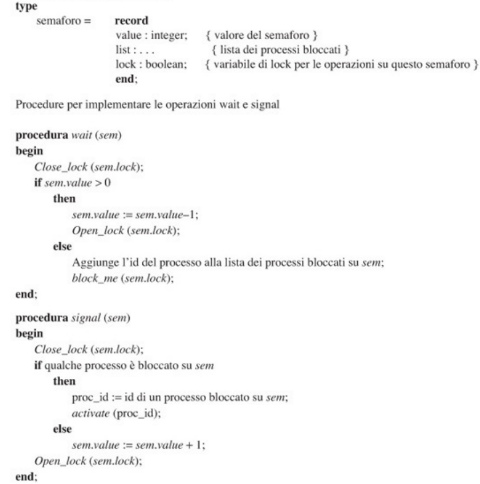 type
semaforo = record
value : integer; { valore del semaforo }
list : . . . { lista dei processi bloccati }
lock : boolean; { variabile di lock per le operazioni su questo semaforo }
end;
Procedure per implementare le operazioni wait e signal
procedura wait (sem)
begin
Close_lock (sem.lock);
if sem.value > 0
then
sem.value := sem.value–1;
Open_lock (sem.lock);
else
Aggiunge l'id del processo alla lista dei processi bloccati su sem;
block_me (sem.lock);
end;
procedura signal (sem)
begin
Close_lock (sem.lock);
if qualche processo è bloccato su sem
then
proc_id := id di un processo bloccato su sem;
activate (proc_id);
else
sem.value := sem.value + 1;
Open_lock (sem.lock);
end;